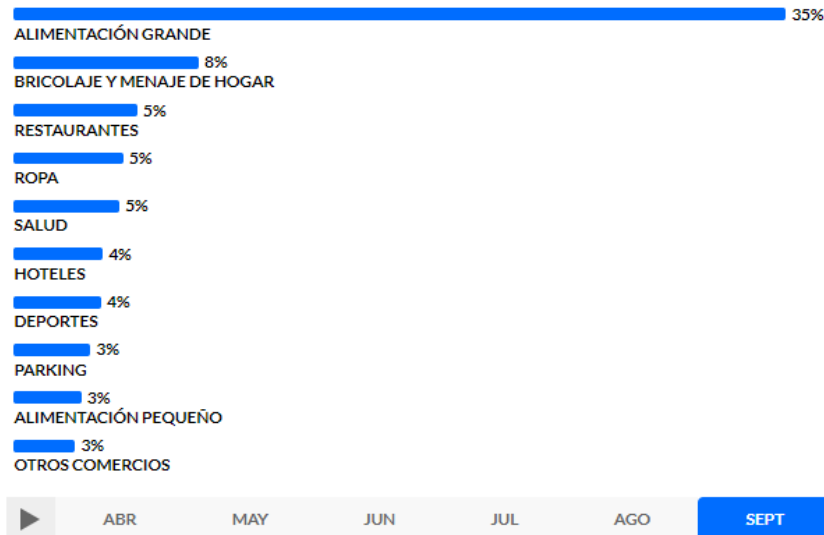 35%
ALIMENTACIÓN GRANDE
8%
BRICOLAJE Y MENAJE DE HOGAR
5%
RESTAURANTES
5%
ROPA
5%
SALUD
4%
HOTELES
4%
DEPORTES
3%
PARKING
3%
ALIMENTACIÓN PEQUEÑO
3%
OTROS COMERCIOS
ABR MAY JUN JUL AGO SEPT